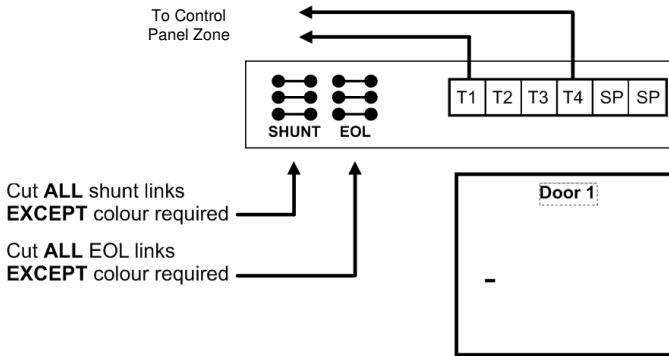 To Control
Panel Zone
T1 T2 T3 T4 SP SP
SHUNT EOL
Cut ALL shunt links
EXCEPT colour required
Door 1
Cut ALL EOL links
EXCEPT colour required